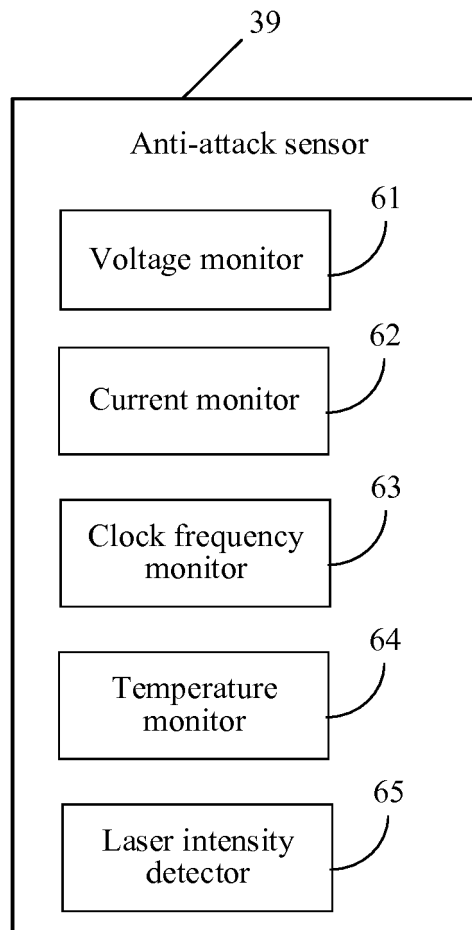 39
Anti-attack sensor
61
Voltage monitor
62
Current monitor
63
Clock frequency
monitor
64
Temperature
monitor
65
Laser intensity
detector